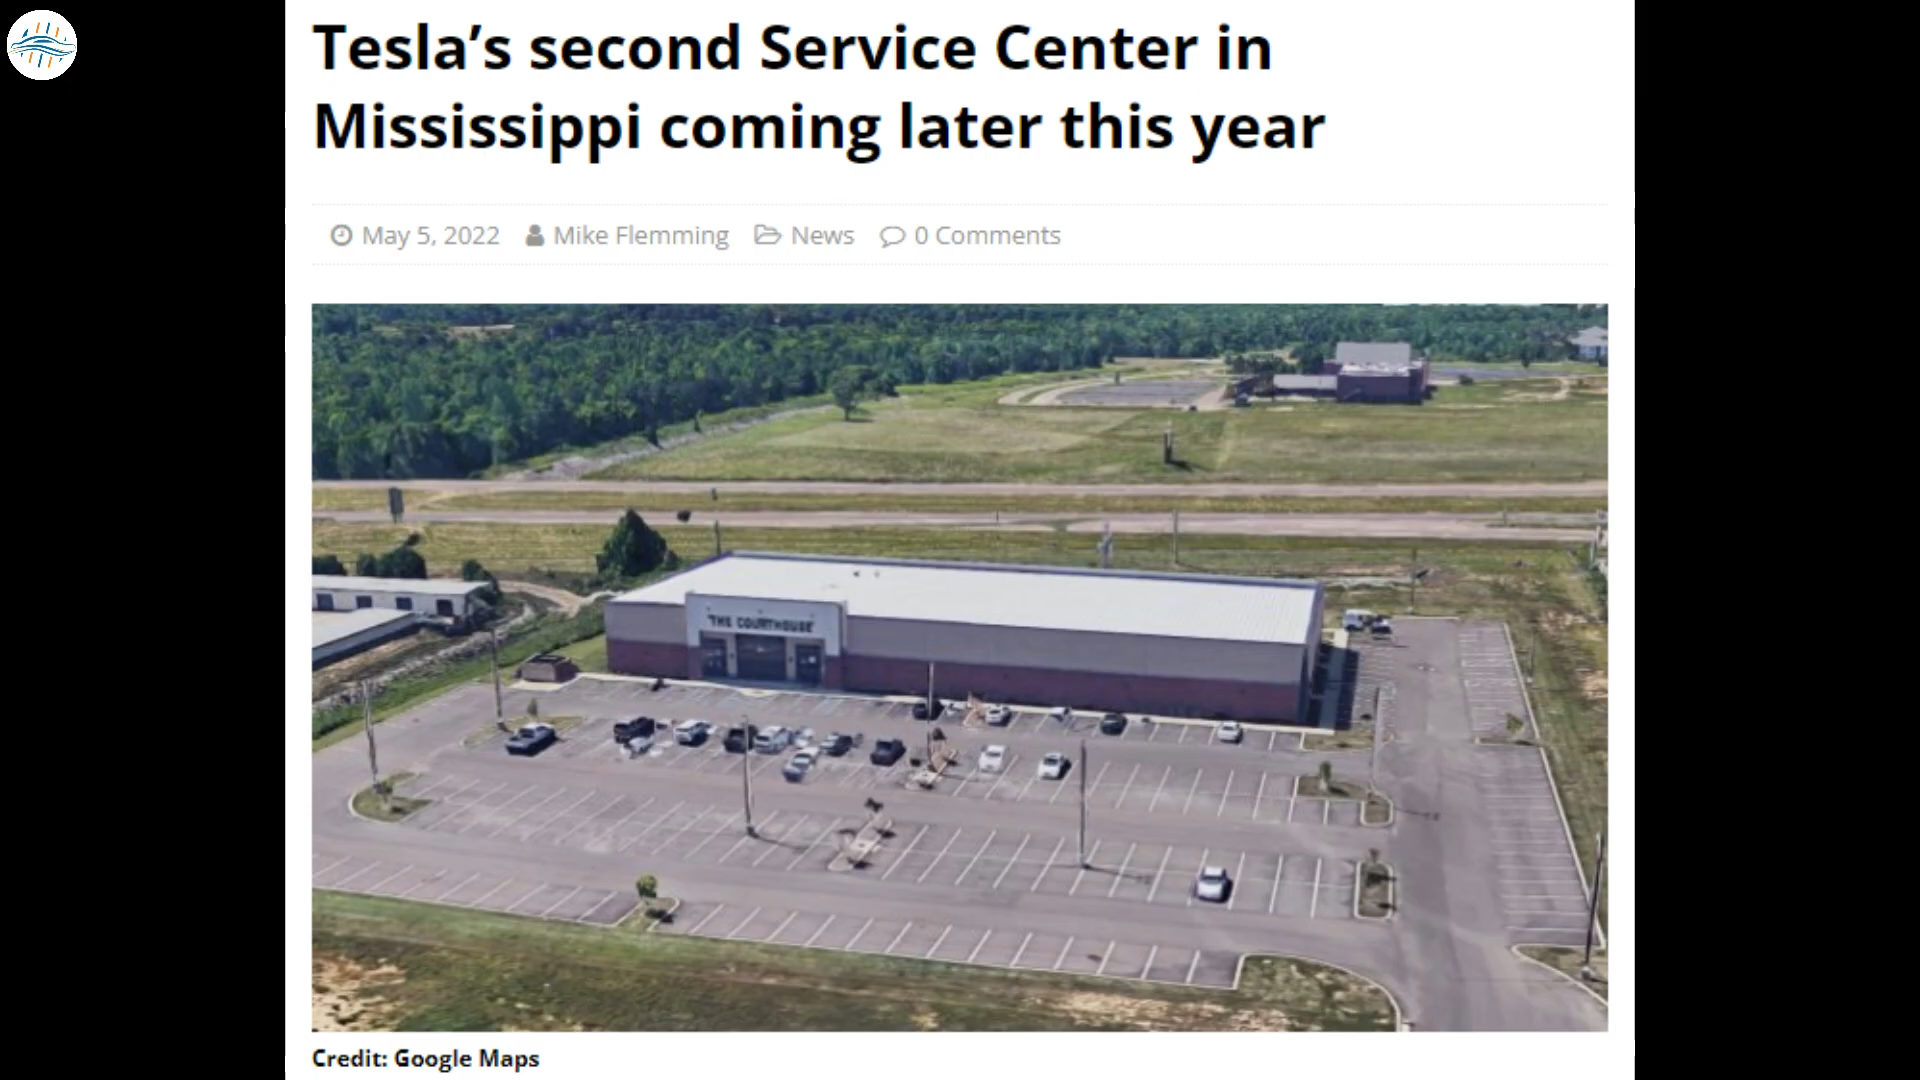 Tesla’s second Service Center in
Mississippi coming later this year
May 5, 2022 Mike Flemming News 0 Comments
THE COURTHOUSE
Credit: Google Maps